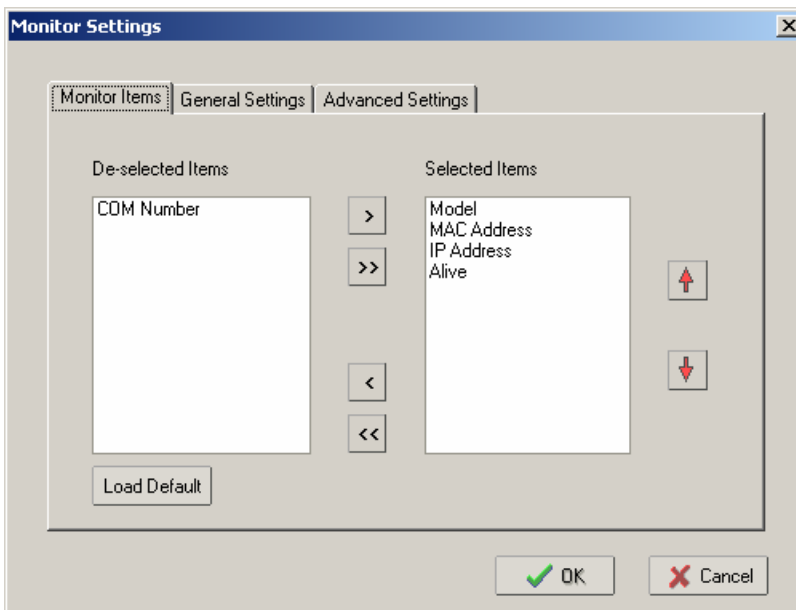 Monitor Settings
Monitor Items
General Settings
Advanced Settings
De-selected Items
Selected Items
COM Number
Model
MAC Address
IP Address
Alive
>
>>
<
<<
Load Default
OK
Cancel